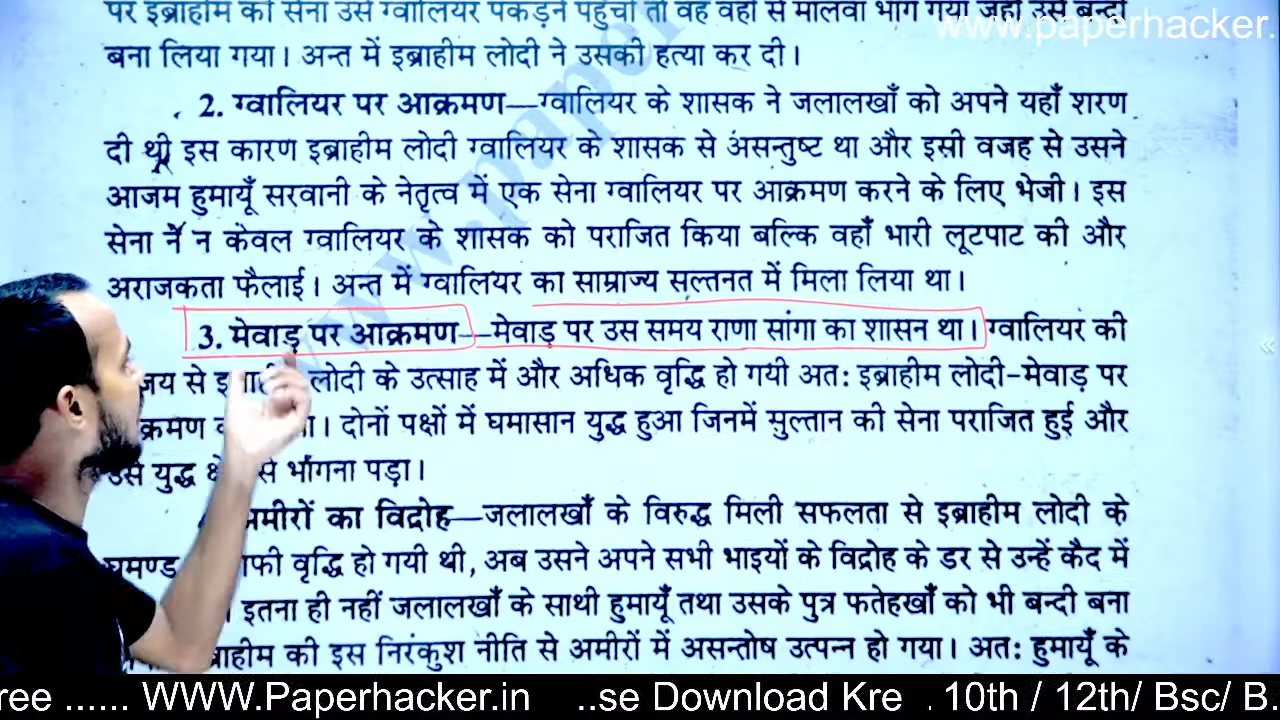 पर इब्राहीम की सेना उसे ग्वालियर पकड़ने पहुँची तो वह वहाँ से मालवा भाग गया जहाँ उसे बन्दी
www.paperhacker.
बना लिया गया। अन्त में इब्राहीम लोदी ने उसकी हत्या कर दी।
2. ग्वालियर पर आक्रमण—ग्वालियर के शासक ने जलालखाँ को अपने यहाँ शरण
दी थी इस कारण इब्राहीम लोदी ग्वालियर के शासक से असन्तुष्ट था और इसी वजह से उसने
आजम हुमायूँ सरवानी के नेतृत्व में एक सेना ग्वालियर पर आक्रमण करने के लिए भेजी। इस
सेना ने न केवल ग्वालियर के शासक को पराजित किया बल्कि वहाँ भारी लूटपाट की और
अराजकता फैलाई। अन्त में ग्वालियर का साम्राज्य सल्तनत में मिला लिया था।
3. मेवाड़ पर आक्रमण—मेवाड़ पर उस समय राणा सांगा का शासन था। ग्वालियर की
से लोदी के उत्साह में और अधिक वृद्धि हो गयी अत: इब्राहीम लोदी-मेवाड़ पर
दोनों पक्षों में घमासान युद्ध हुआ जिनमें सुल्तान की सेना पराजित हुई और
उसे युद्ध से भागना पड़ा।
अमीरों का विद्रोह—जलालखाँ के विरुद्ध मिली सफलता से इब्राहीम लोदी के
घमण्ड वृद्धि हो गयी थी, अब उसने अपने सभी भाइयों के विद्रोह के डर से उन्हें कैद में
इतना ही नहीं जलालखाँ के साथी हुमायूँ तथा उसके पुत्र फतेहखाँ को भी बन्दी बना
की इस निरंकुश नीति से अमीरों में असन्तोष उत्पन्न हो गया। अत: हुमायूँ के
ree ...... WWW.Paperhacker.in ..se Download Kre . 10th / 12th/ Bsc/ B.